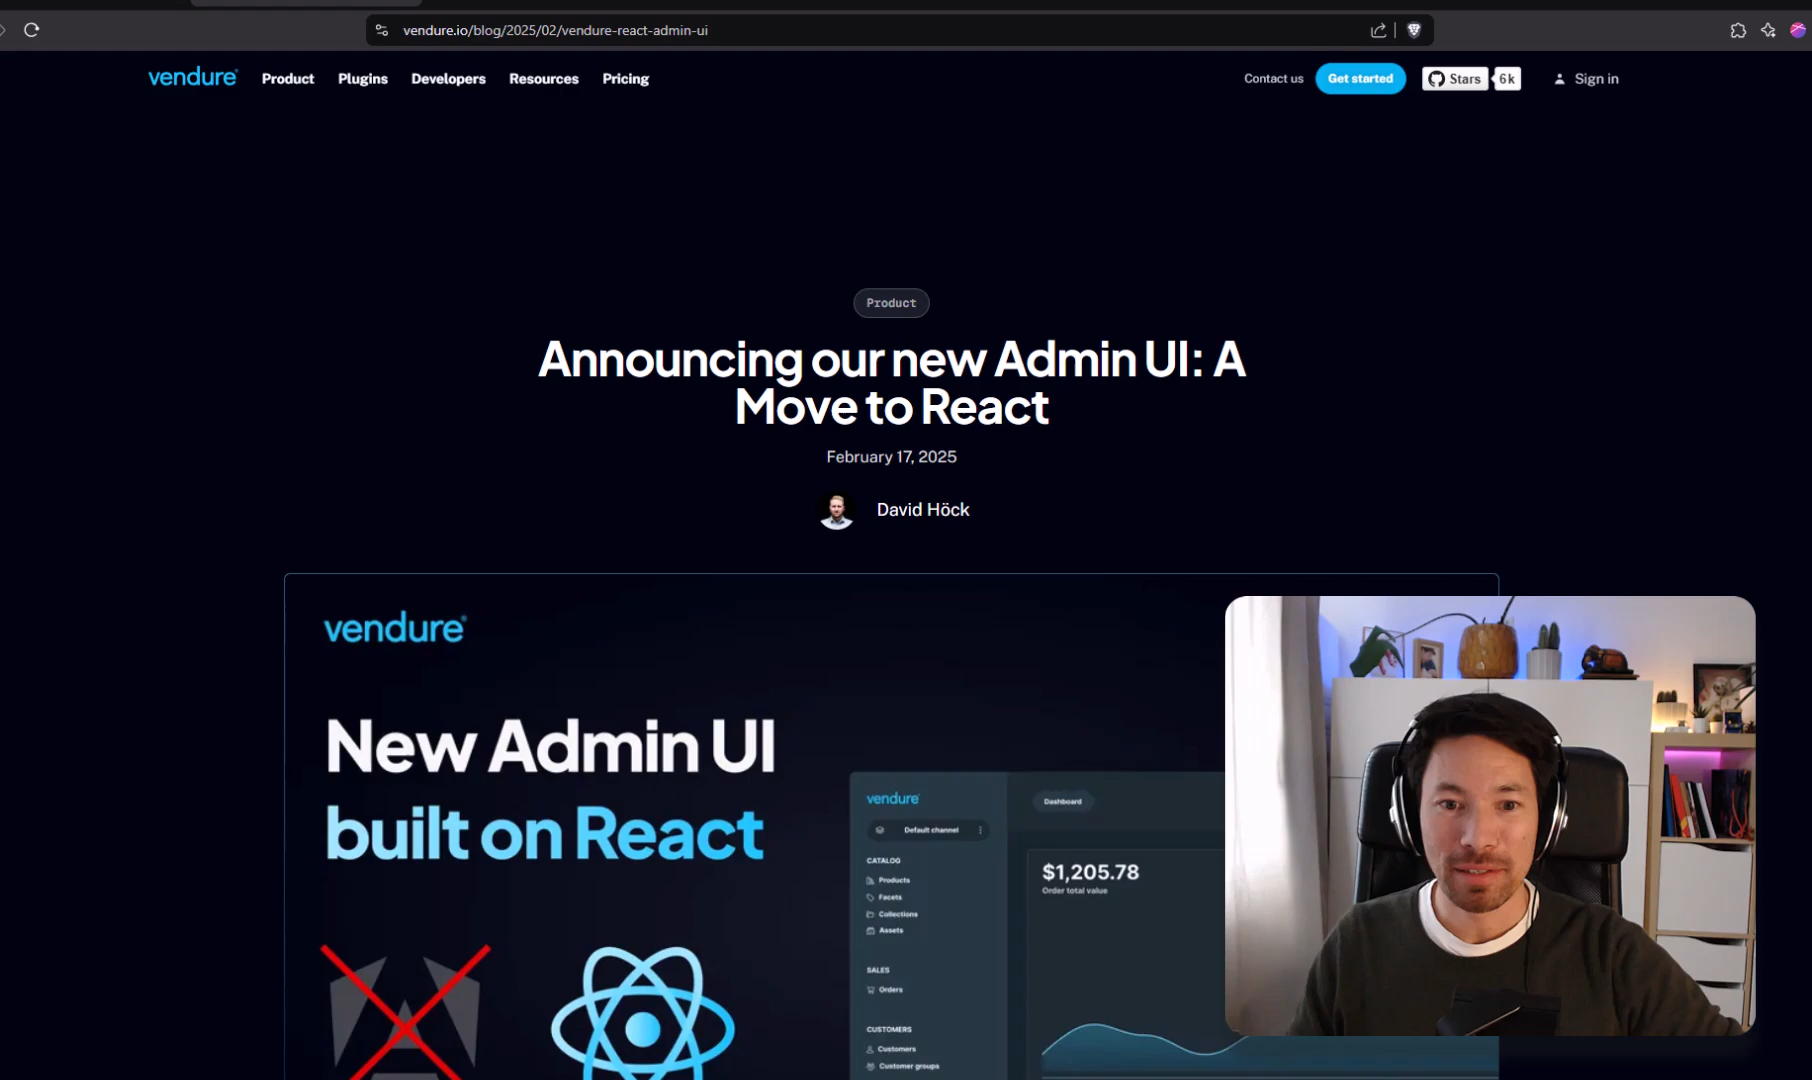 vendure.io/blog/2025/02/vendure-react-admin-ui
vendure Product Plugins Developers Resources Pricing Contact us Get started Stars 6k Sign in
Product
Announcing our new Admin UI: A
Move to React
February 17, 2025
David Höck
vendure
New Admin UI
built on React
vendure
Default channel
CATALOG
Products
Facets
Collections
Assets
SALES
Orders
CUSTOMERS
Customers
Customer groups
Dashboard
$1,205.78
Order total value